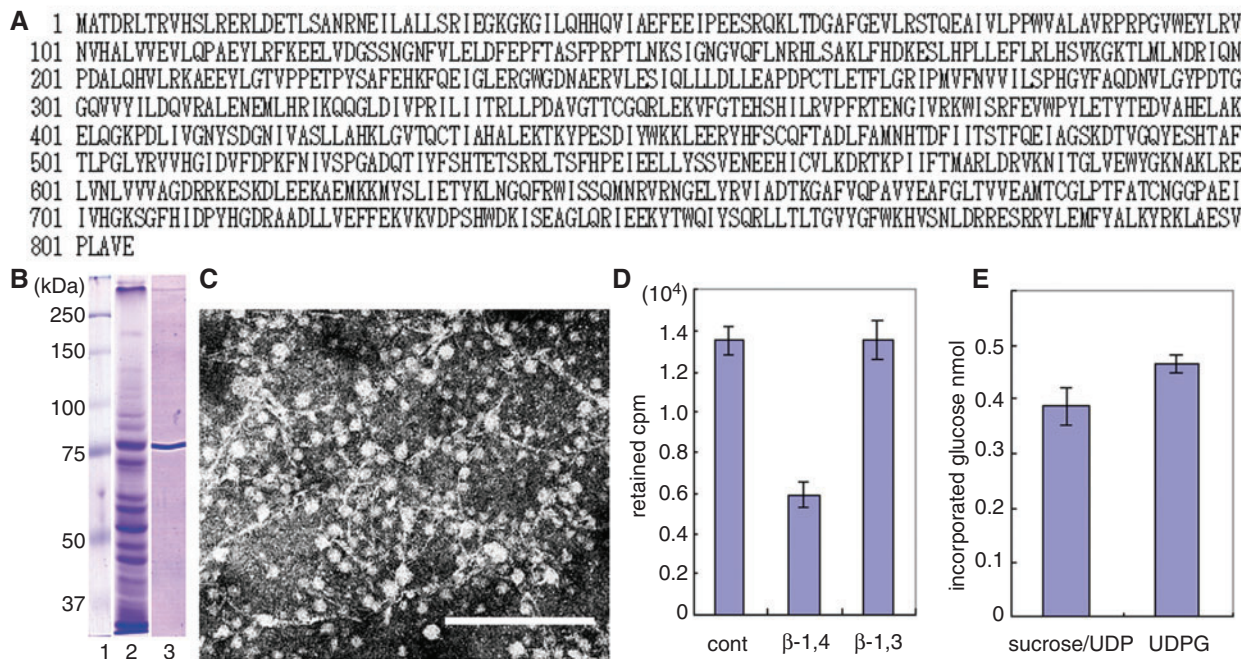 A
1 MATDRLTRVHSLRERLDETLSANRNEILALLSRIEGKGKGILQHHQVIAEFEEIPEESRQKLTDGAFGEVLRSTQEAIVLPPWVALAVRPRPGVWEYLRV
101 NVHALVVEVLQPAEYLRFKEELVDGSSNGNFVLELDFEPFTASFPRPTLNKSIGNGVQFLNRHLSAKLFHDKESLHPLLEFLRLHSVKGKTLMLNDRIQN
201 PDALQHVLRKAEEYLGTVPPETPYSAFEHKFQEIGLERGWGDNAERVLESIQLLLDLLEAPDPCTLETFLGRIPMVFNVVILSPHGYFAQDNVLGYPDTG
301 GQVVYILDQVRALENEMLHRIKQQGLDIVPRILIITRLLPDAVGTTCGQRLEKVFGTEHSHILRVPFRTENGIVRKWISRFEVWPYLETYTEDVAHELAK
401 ELQGKPDLIVGNYSDGNIVASLLAHKLGVTQCTIAHALEKTKYPESDIYWKKLEERYHFSCQFTADLFAMNHTDFIITSTFQEIAGSKDTVGQYESHTAF
501 TLPGLYRVVHGIDVFDPKFNIVSPGADQTIYFSHTETSRRLTSFHPEIEELLYSSVENEEHICVLKDRTKPIIFTMARLDRVKNITGLVEWYGKNAKLRE
601 LVNLVVVAGDRRKESKDLEEKAEMKKMYSLIETYKLNGQFRWISSQMNRVRNGELYRVIADTKGAFVQPAVYEAFGLTVVEAMTCGLPTFATCNGGPAEI
701 IVHGKSGFHIDPYHGDRAADLLVEFFEKVKVDPSHWDKISEAGLQRIEEKYTWQIYSQRLLTLTGVYGFWKHVSNLDRRESRRYLEMFYALKYRKLAESV
801 PLAVE
B
(kDa)
250
150
100
75
50
37
1 2 3
C
D
(10⁴)
1.4
1.2
1.0
0.8
0.6
0.4
0.2
0
retained cpm
cont β-1,4 β-1,3
E
0.5
0.4
0.3
0.2
0.1
0
incorporated glucose nmol
sucrose/UDP UDPG